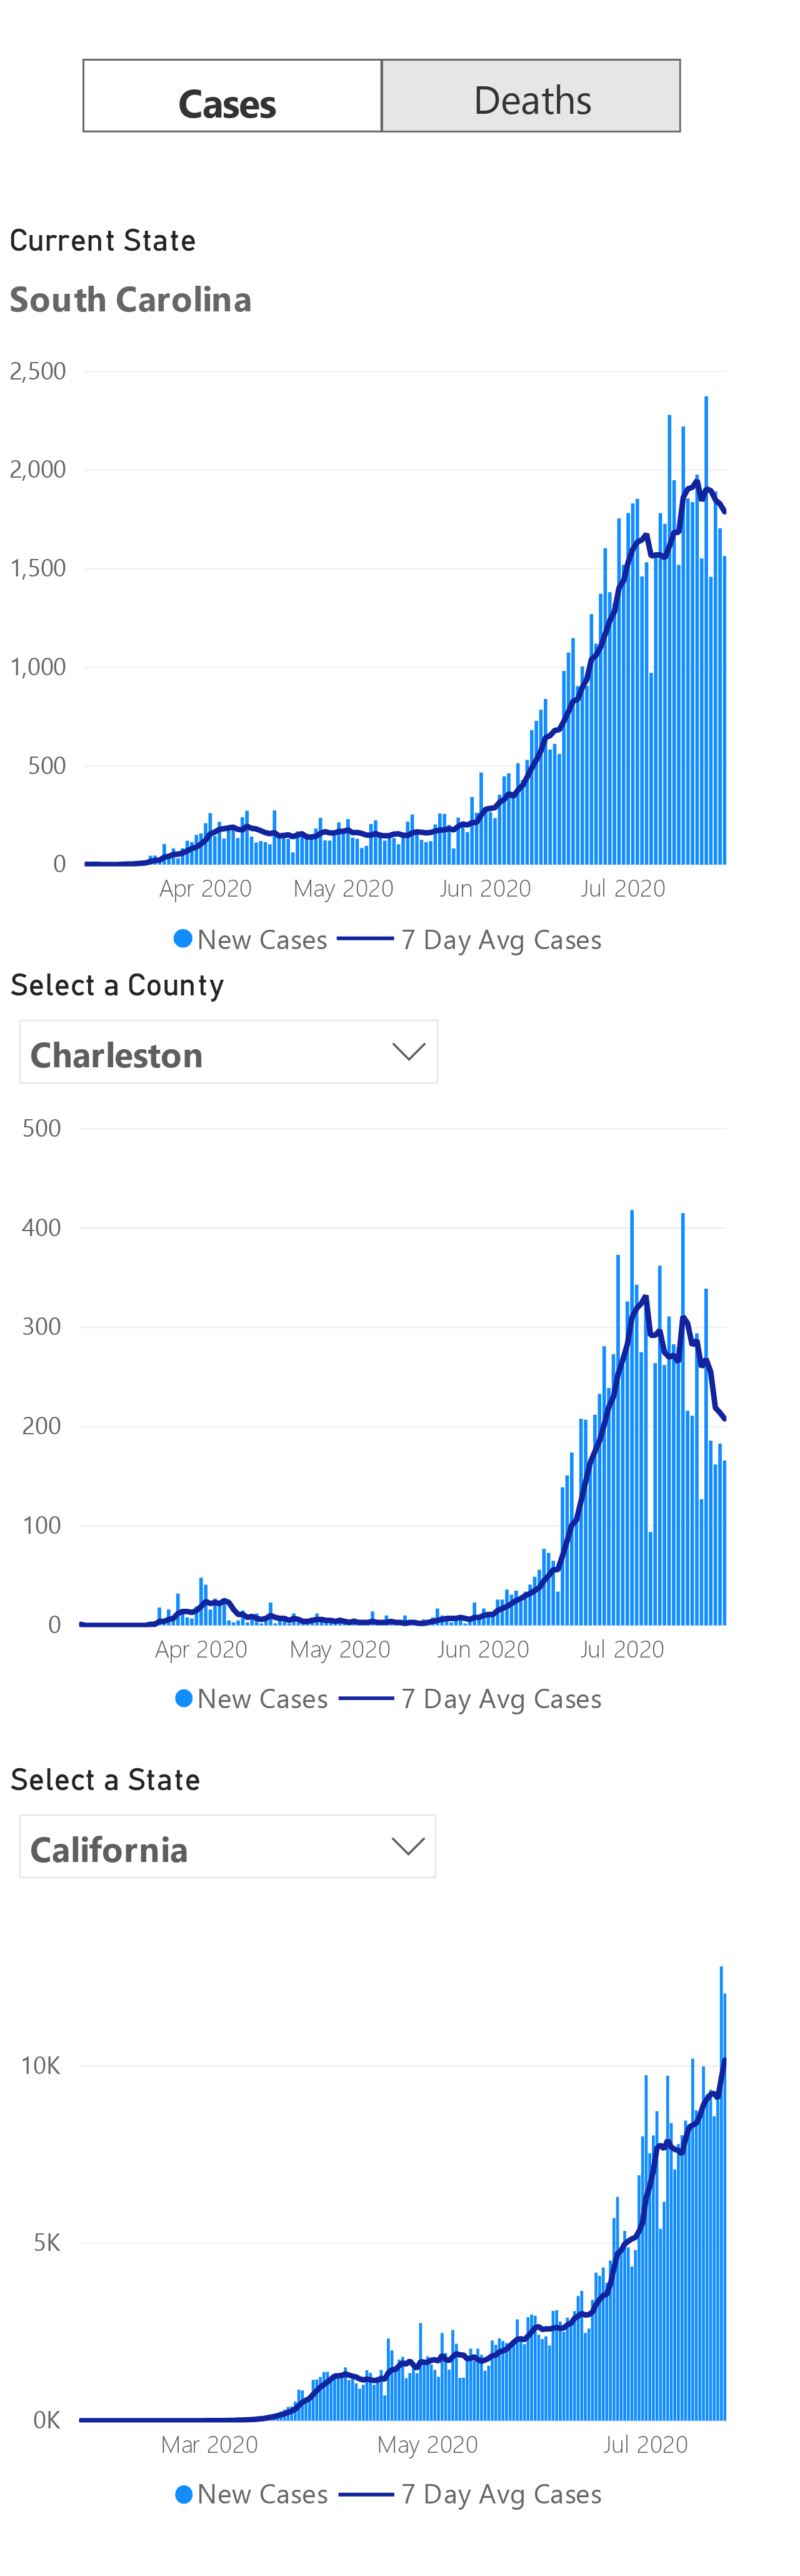 Cases Deaths
Current State
South Carolina
2,500
2,000
1,500
1,000
500
0
Apr 2020 May 2020 Jun 2020 Jul 2020
New Cases 7 Day Avg Cases
Select a County
Charleston
500
400
300
200
100
0
Apr 2020 May 2020 Jun 2020 Jul 2020
New Cases 7 Day Avg Cases
Select a State
California
10K
5K
0K
Mar 2020 May 2020 Jul 2020
New Cases 7 Day Avg Cases